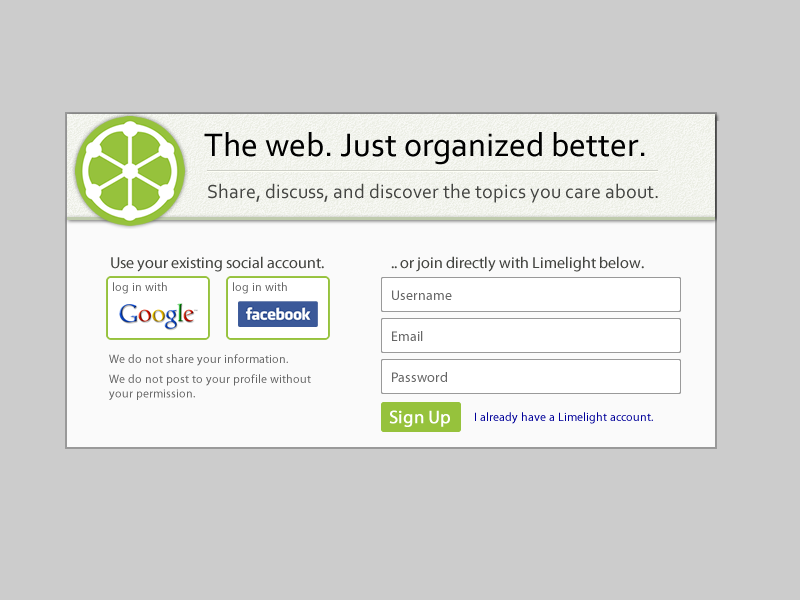 The web. Just organized better.
Share, discuss, and discover the topics you care about.
Use your existing social account.
log in with
Google
log in with
facebook
We do not share your information.
We do not post to your profile without
your permission.
.. or join directly with Limelight below.
Username
Email
Password
Sign Up
I already have a Limelight account.